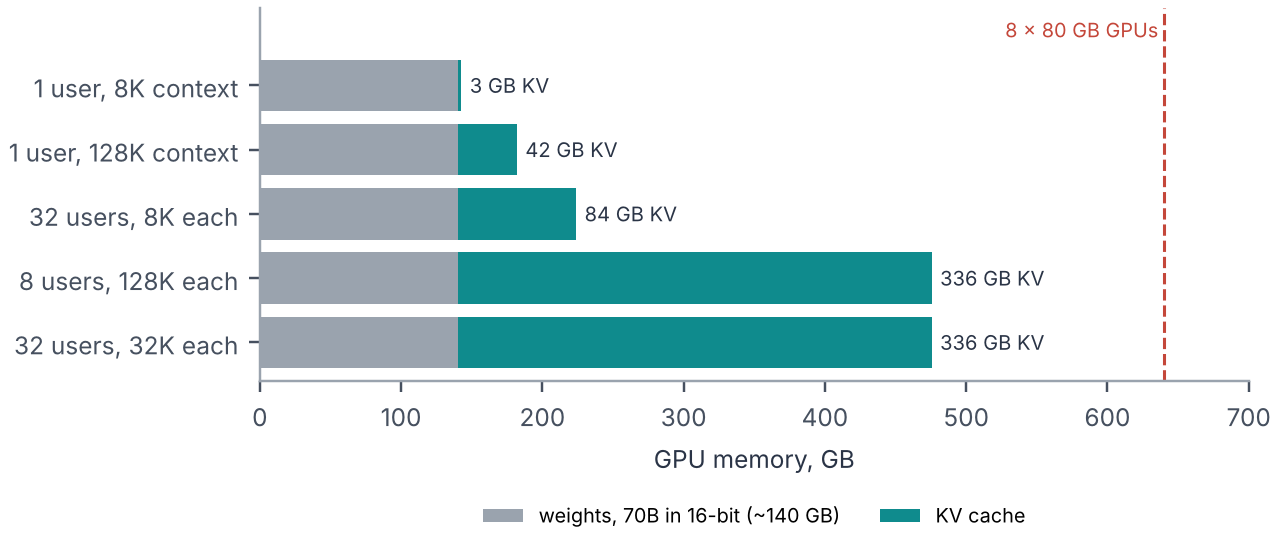 8 × 80 GB GPUs
1 user, 8K context
3 GB KV
1 user, 128K context
42 GB KV
32 users, 8K each
84 GB KV
8 users, 128K each
336 GB KV
32 users, 32K each
336 GB KV
0 100 200 300 400 500 600 700
GPU memory, GB
weights, 70B in 16-bit (~140 GB)
KV cache